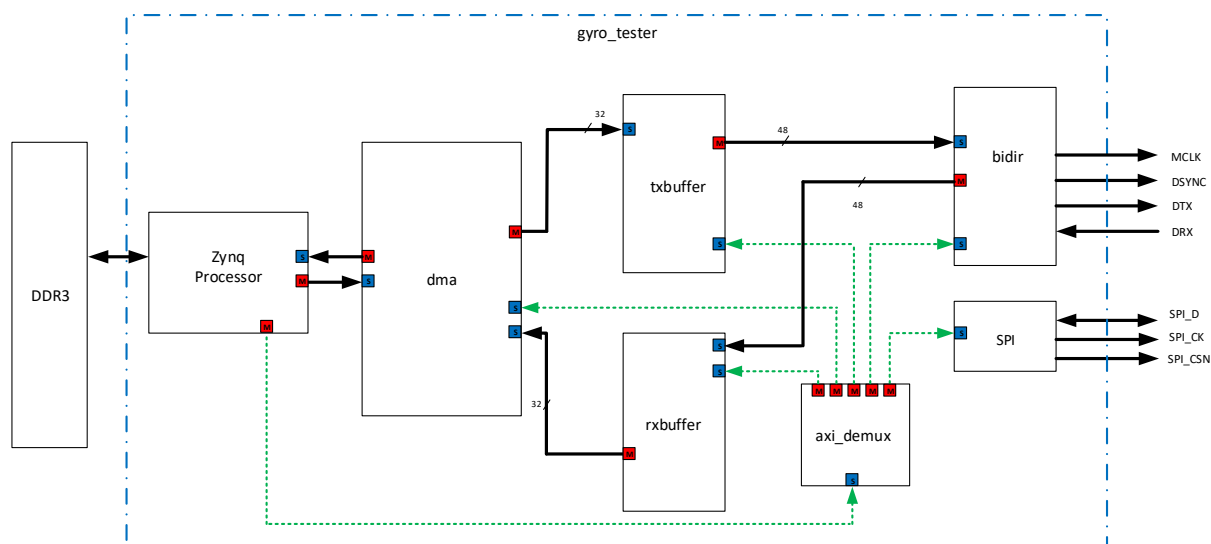 gyro_tester
32
48
txbuffer
bidir
MCLK
DSYNC
DTX
DRX
48
Zynq
Processor
dma
DDR3
SPI
SPI_D
SPI_CK
SPI_CSN
32
rxbuffer
axi_demux
S
M
S
M
S
S
M
M
S
M
S
M
S
S
S
S
S
M
S
M
M
M
M
M
S